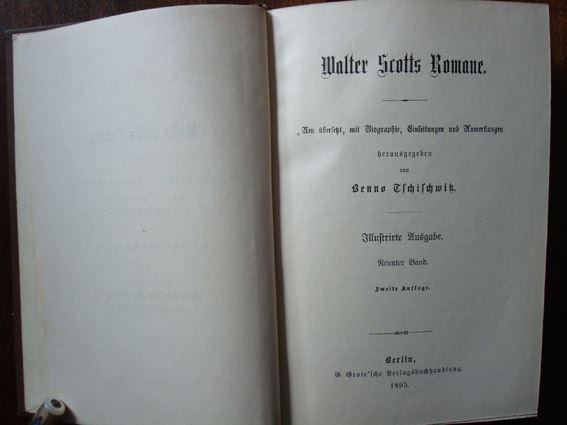 Walter Scotts Romane.
Neu übersetzt, mit Biographie, Einleitungen und Anmerkungen
herausgegeben
von
Benno Tschischwitz.
Illustrirte Ausgabe.
Neunter Band.
Zweite Auflage.
Berlin,
G. Grote'sche Verlagsbuchhandlung.
1895.